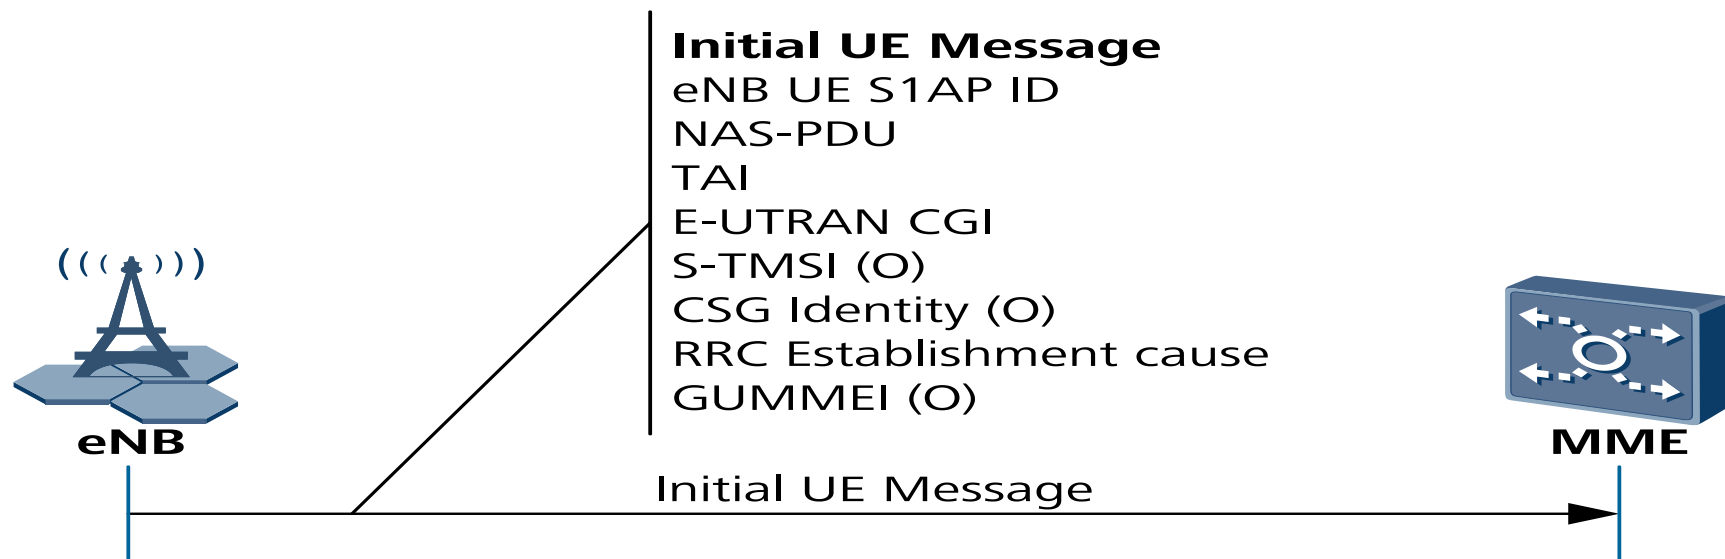 Initial UE Message
eNB UE S1AP ID
NAS-PDU
TAI
E-UTRAN CGI
S-TMSI (O)
CSG Identity (O)
RRC Establishment cause
GUMMEI (O)
eNB
MME
Initial UE Message